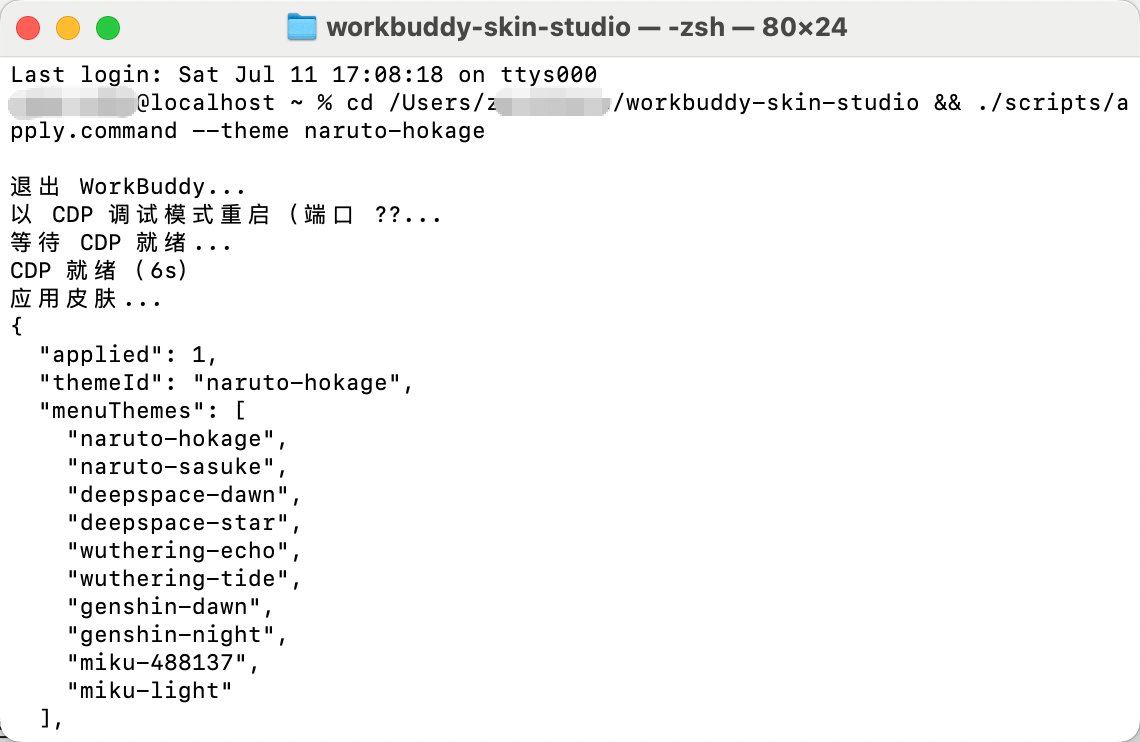 workbuddy-skin-studio — -zsh — 80×24
Last login: Sat Jul 11 17:08:18 on ttys000
@localhost ~ % cd /Users/z/workbuddy-skin-studio && ./scripts/a
pply.command --theme naruto-hokage
退出 WorkBuddy...
以 CDP 调试模式重启（端口 ??...
等待 CDP 就绪...
CDP 就绪（6s）
应用皮肤...
{
"applied": 1,
"themeId": "naruto-hokage",
"menuThemes": [
"naruto-hokage",
"naruto-sasuke",
"deepspace-dawn",
"deepspace-star",
"wuthering-echo",
"wuthering-tide",
"genshin-dawn",
"genshin-night",
"miku-488137",
"miku-light"
],